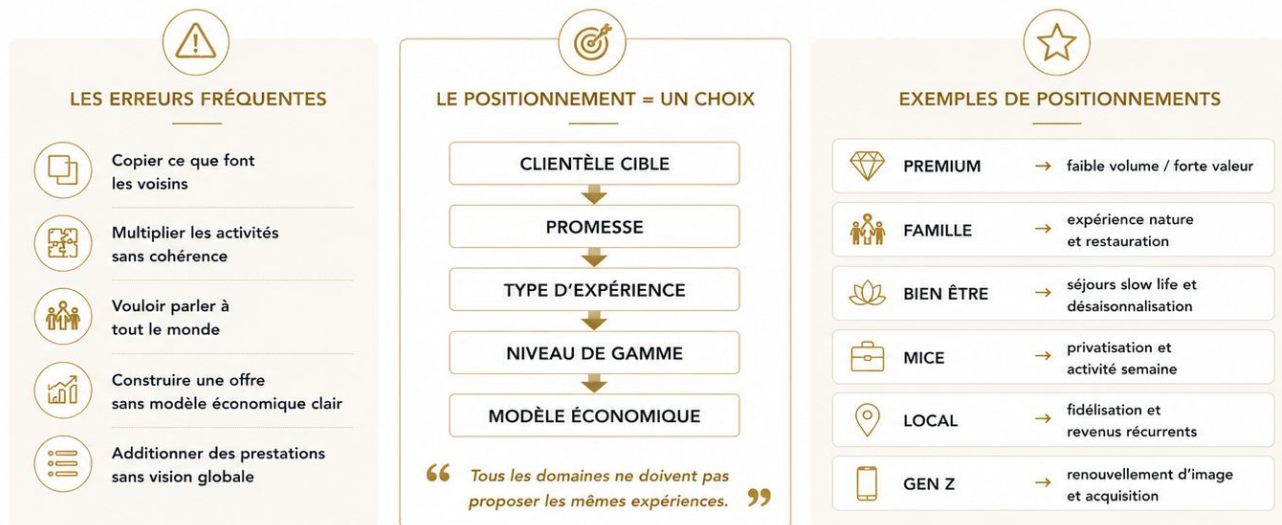 LES ERREURS FRÉQUENTES
Copier ce que font
les voisins
Multiplier les activités
sans cohérence
Vouloir parler à
tout le monde
Construire une offre
sans modèle économique clair
Additionner des prestations
sans vision globale
LE POSITIONNEMENT = UN CHOIX
CLIENTÈLE CIBLE
PROMESSE
TYPE D’EXPÉRIENCE
NIVEAU DE GAMME
MODÈLE ÉCONOMIQUE
“ Tous les domaines ne doivent pas
proposer les mêmes expériences. ”
EXEMPLES DE POSITIONNEMENTS
PREMIUM → faible volume / forte valeur
FAMILLE → expérience nature
et restauration
BIEN ÊTRE → séjours slow life et
désaisonnalisation
MICE → privatisation et
activité semaine
LOCAL → fidélisation et
revenus récurrents
GEN Z → renouvellement d’image
et acquisition